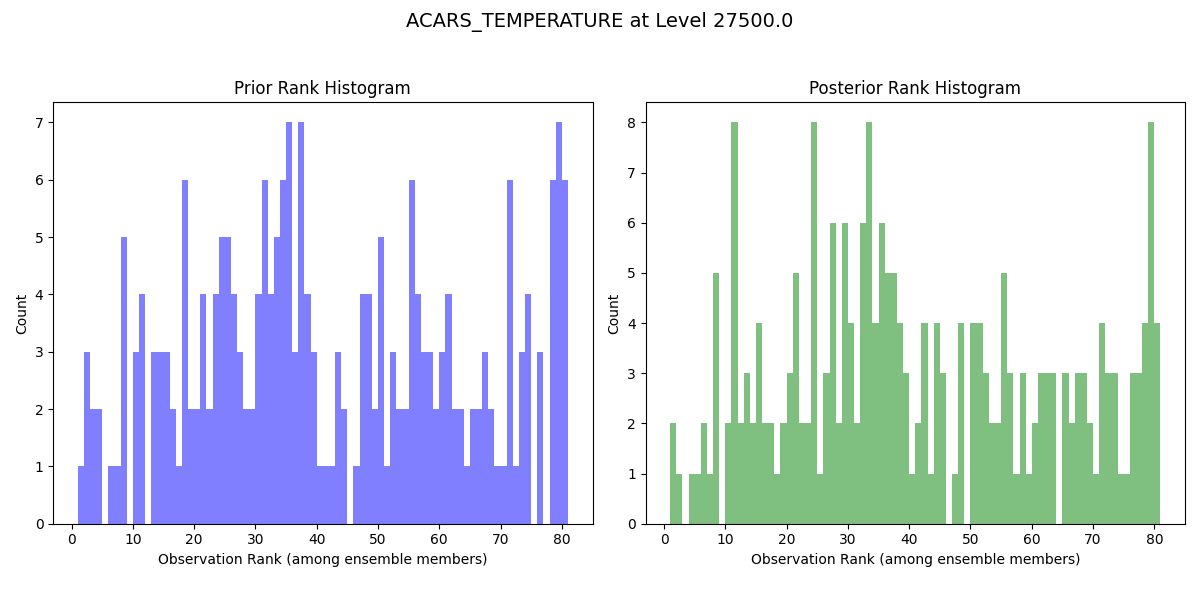 ACARS_TEMPERATURE at Level 27500.0
Prior Rank Histogram
Count
7
6
5
4
3
2
1
0
0 10 20 30 40 50 60 70 80
Observation Rank (among ensemble members)
Posterior Rank Histogram
Count
8
7
6
5
4
3
2
1
0
0 10 20 30 40 50 60 70 80
Observation Rank (among ensemble members)